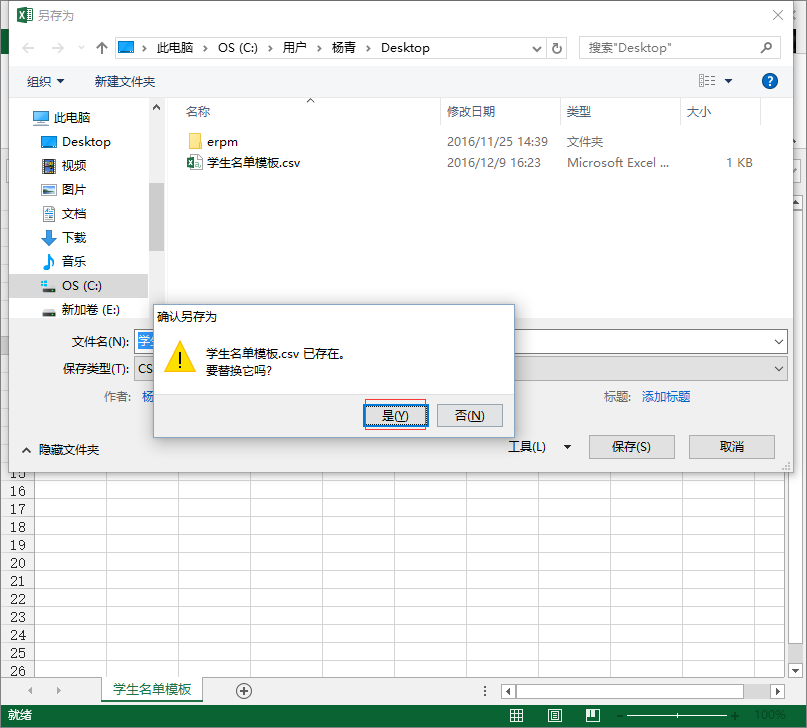 另存为
此电脑 › OS (C:) › 用户 › 杨青 › Desktop
搜索"Desktop"
组织
新建文件夹
?
此电脑
Desktop
视频
图片
文档
下载
音乐
OS (C:)
新加卷 (E:)
名称 修改日期 类型 大小
erpm 2016/11/25 14:39 文件夹
学生名单模板.csv 2016/12/9 16:23 Microsoft Excel ... 1 KB
文件名(N): 学
保存类型(T): CS
作者: 杨
标题: 添加标题
确认另存为
学生名单模板.csv 已存在。
要替换它吗?
是(Y) 否(N)
隐藏文件夹
工具(L) 保存(S) 取消
15
16
17
18
19
20
21
22
23
24
25
26
学生名单模板
就绪
100%